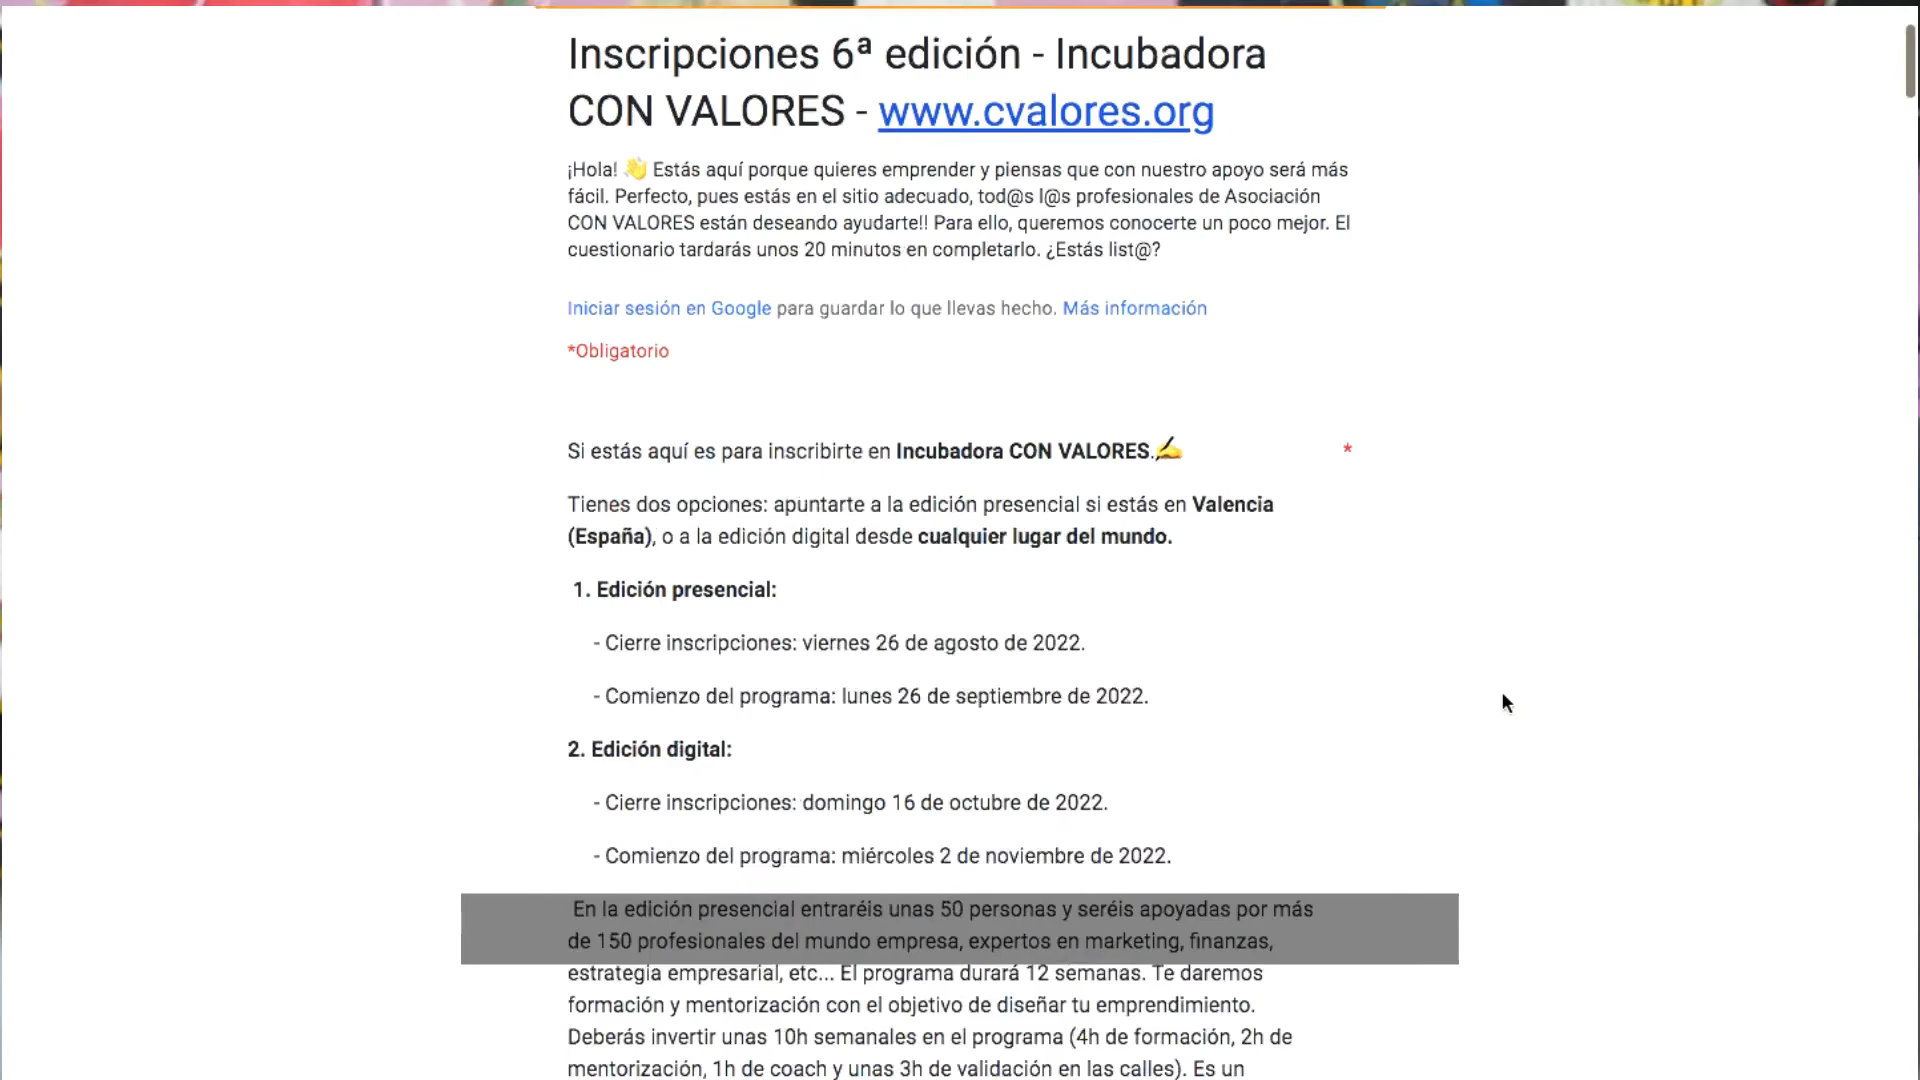 Inscripciones 6ª edición - Incubadora
CON VALORES - www.cvalores.org
¡Hola! 👋 Estás aquí porque quieres emprender y piensas que con nuestro apoyo será más
fácil. Perfecto, pues estás en el sitio adecuado, tod@s l@s profesionales de Asociación
CON VALORES están deseando ayudarte!! Para ello, queremos conocerte un poco mejor. El
cuestionario tardarás unos 20 minutos en completarlo. ¿Estás list@?
Iniciar sesión en Google para guardar lo que llevas hecho. Más información
*Obligatorio
Si estás aquí es para inscribirte en Incubadora CON VALORES.✍ *
Tienes dos opciones: apuntarte a la edición presencial si estás en Valencia
(España), o a la edición digital desde cualquier lugar del mundo.
1. Edición presencial:
- Cierre inscripciones: viernes 26 de agosto de 2022.
- Comienzo del programa: lunes 26 de septiembre de 2022.
2. Edición digital:
- Cierre inscripciones: domingo 16 de octubre de 2022.
- Comienzo del programa: miércoles 2 de noviembre de 2022.
En la edición presencial entraréis unas 50 personas y seréis apoyadas por más
de 150 profesionales del mundo empresa, expertos en marketing, finanzas,
estrategia empresarial, etc... El programa durará 12 semanas. Te daremos
formación y mentorización con el objetivo de diseñar tu emprendimiento.
Deberás invertir unas 10h semanales en el programa (4h de formación, 2h de
mentorización, 1h de coach y unas 3h de validación en las calles). Es un